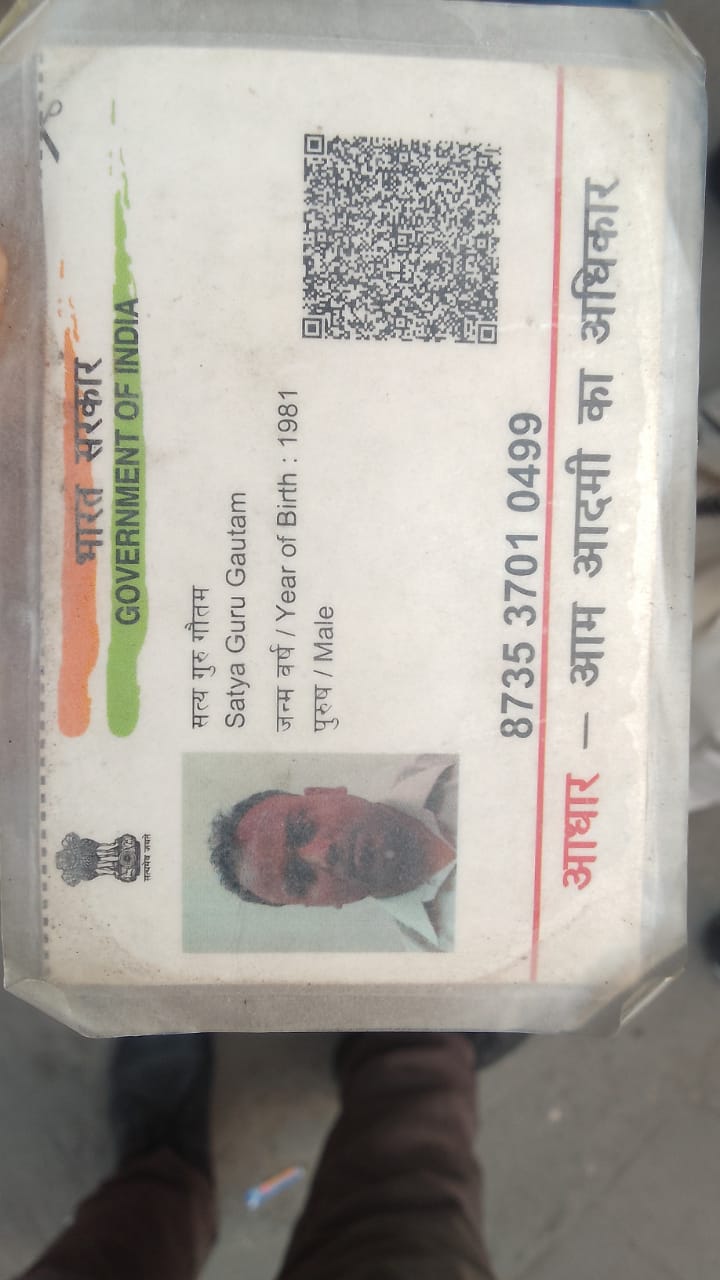 भारत सरकार
GOVERNMENT OF INDIA
सत्यमेव जयते
सत्य गुरु गौतम
Satya Guru Gautam
जन्म वर्ष / Year of Birth : 1981
पुरुष / Male
8735 3701 0499
आधार – आम आदमी का अधिकार